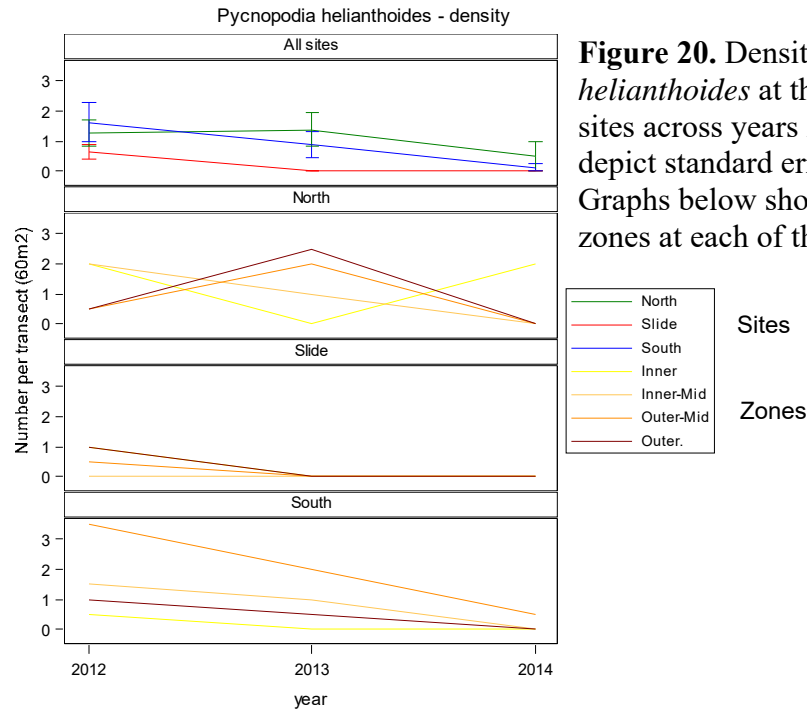 Pycnopodia helianthoides - density
All sites
3
2
1
0
North
3
2
1
0
Slide
3
2
1
0
South
3
2
1
0
Number per transect (60m2)
2012 2013 2014
year
Figure 20. Densit
helianthoides at th
sites across years
depict standard er
Graphs below sho
zones at each of th
North
Slide
South
Inner
Inner-Mid
Outer-Mid
Outer.
Sites
Zones